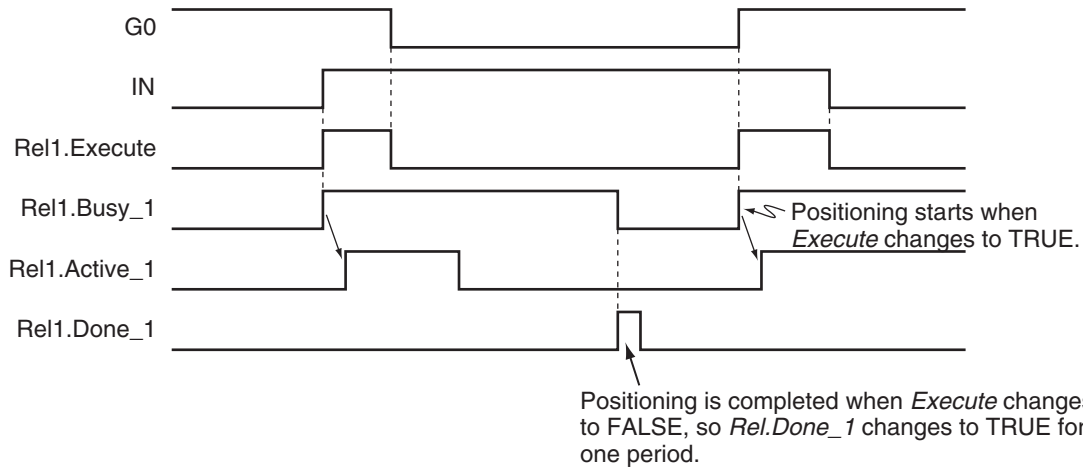 G0
IN
Rel1.Execute
Rel1.Busy_1
Positioning starts when
Execute changes to TRUE.
Rel1.Active_1
Rel1.Done_1
Positioning is completed when Execute change
to FALSE, so Rel.Done_1 changes to TRUE for
one period.